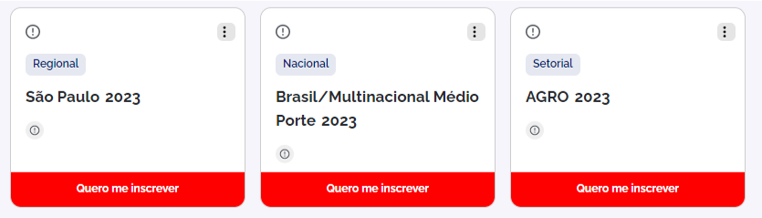 Regional
São Paulo 2023
Quero me inscrever
Nacional
Brasil/Multinacional Médio
Porte 2023
Quero me inscrever
Setorial
AGRO 2023
Quero me inscrever